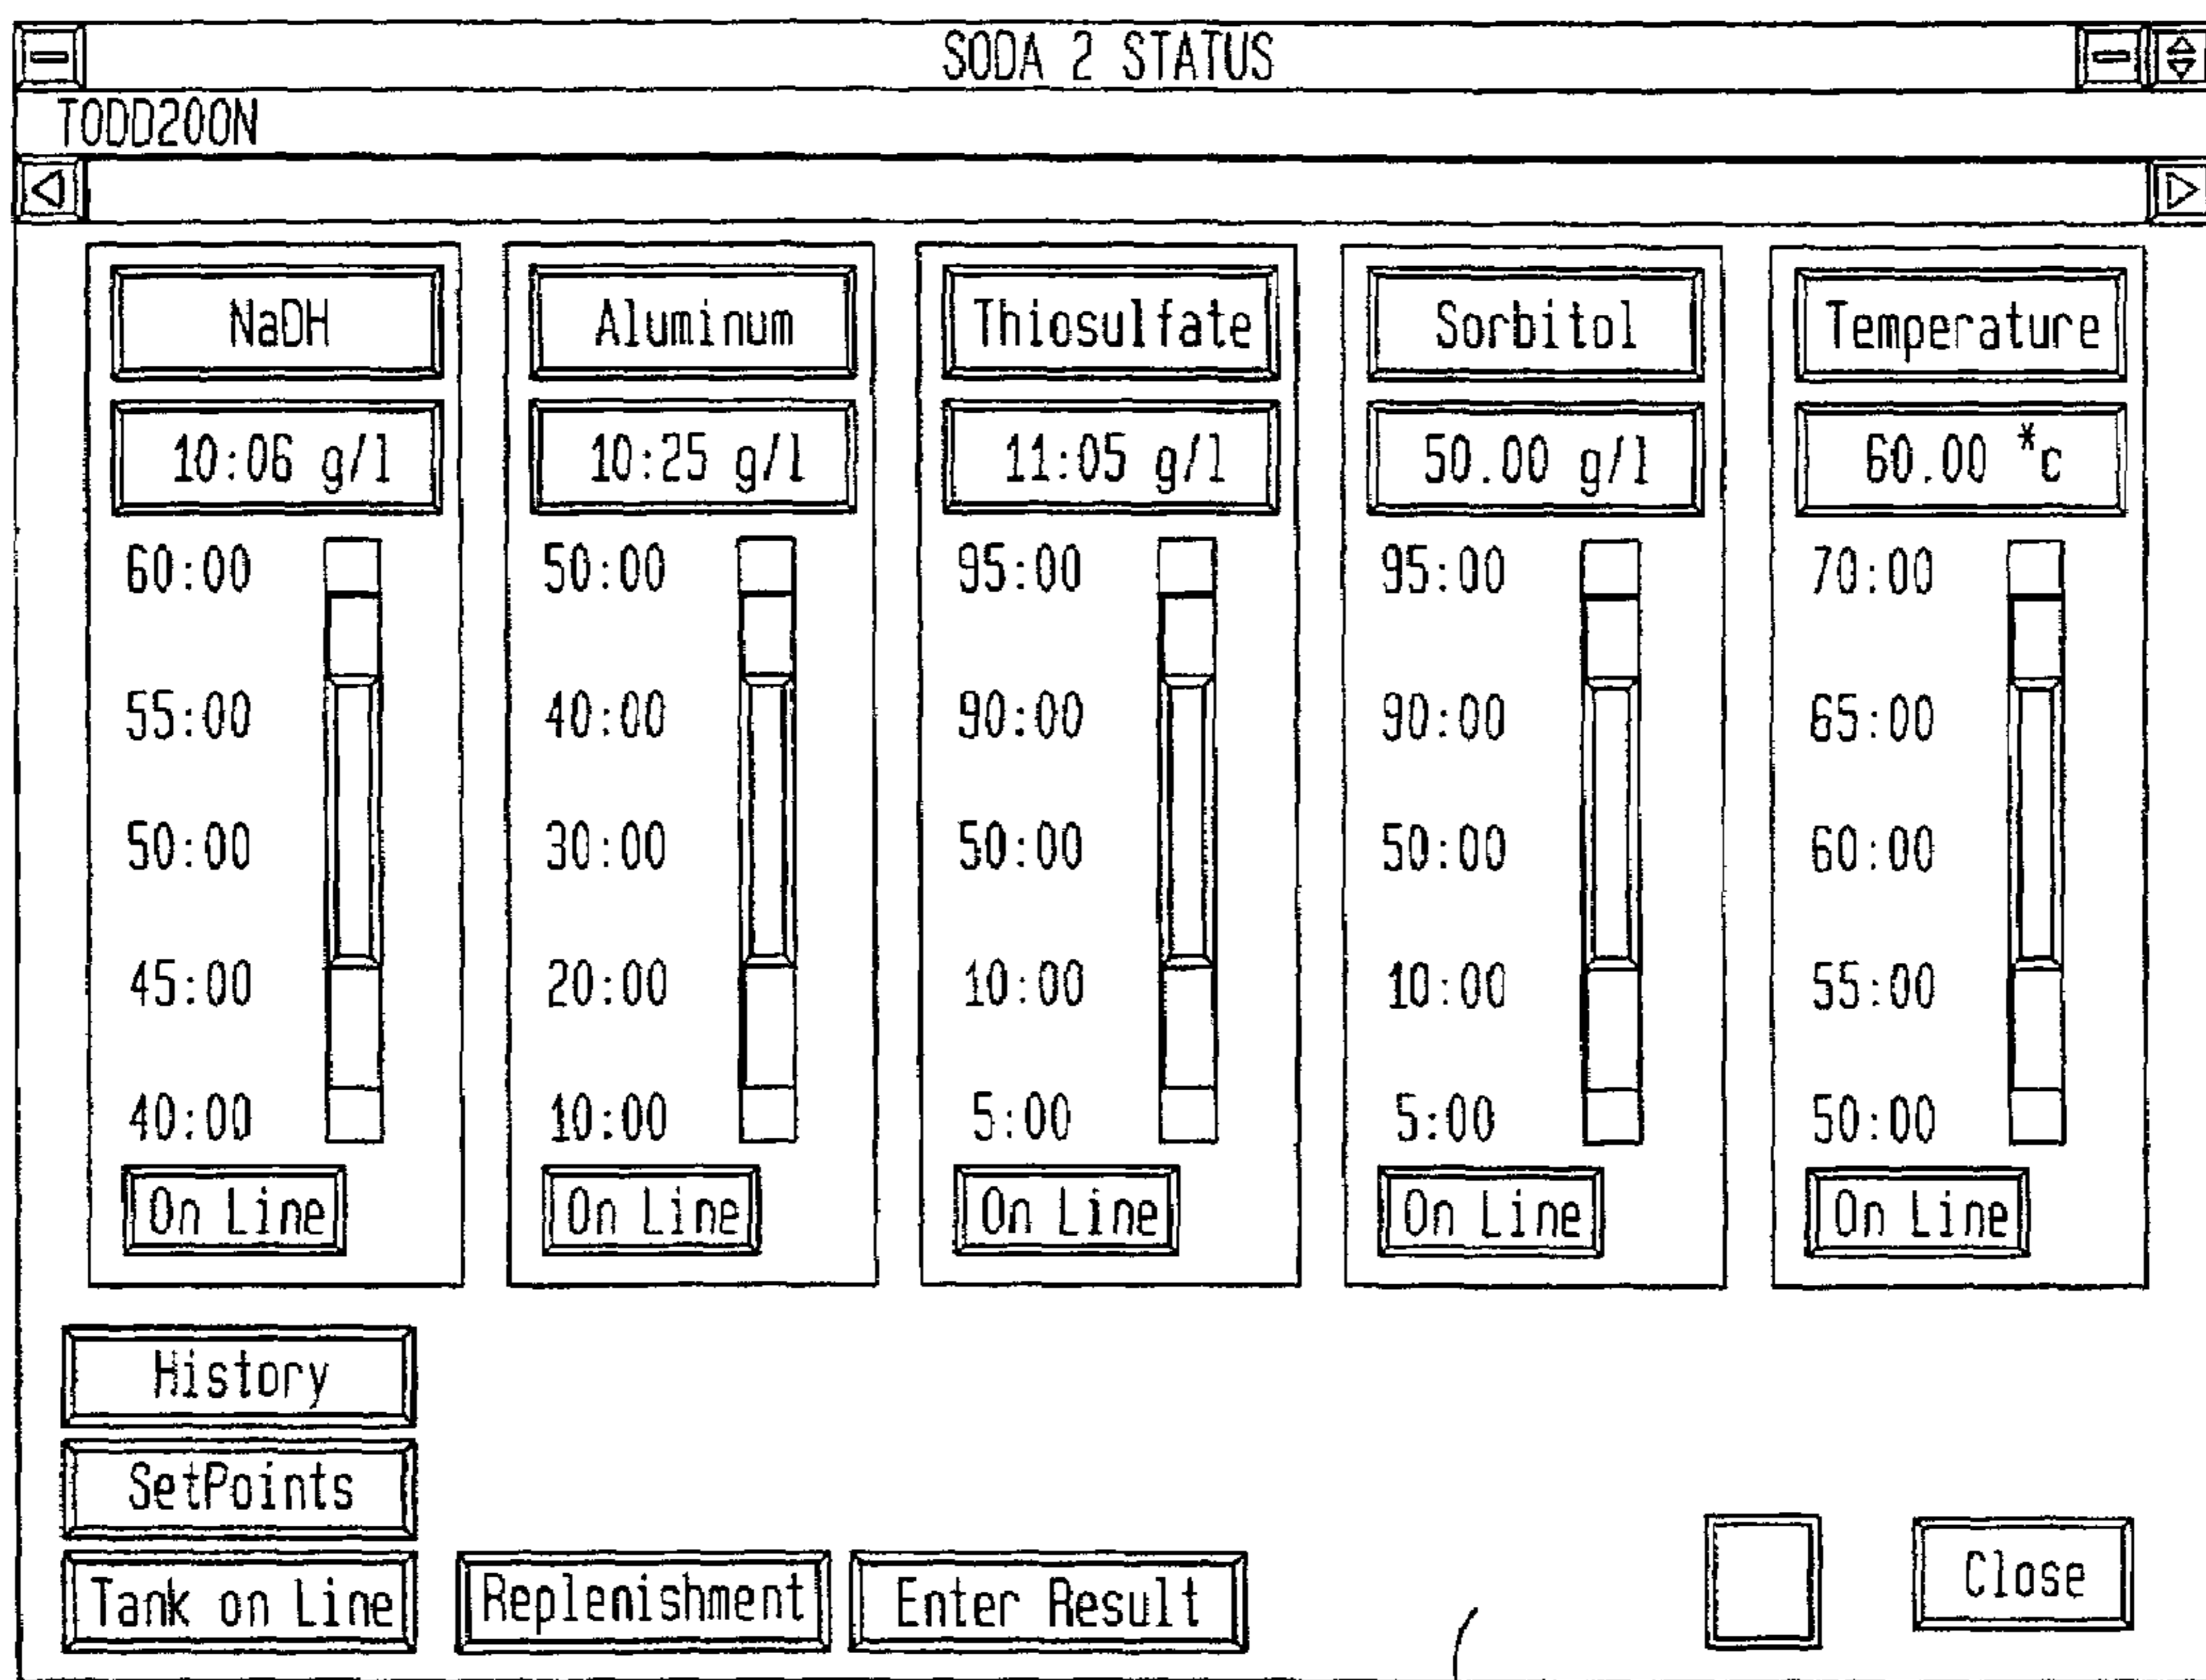 SODA 2 STATUS
TODD200N
NaDH
10:06 g/l
60:00
55:00
50:00
45:00
40:00
On Line
Aluminum
10:25 g/l
50:00
40:00
30:00
20:00
10:00
On Line
Thiosulfate
11:05 g/l
95:00
90:00
50:00
10:00
5:00
On Line
Sorbitol
50.00 g/l
95:00
90:00
50:00
10:00
5:00
On Line
Temperature
60.00 *c
70:00
65:00
60:00
55:00
50:00
On Line
History
SetPoints
Tank on Line
Replenishment
Enter Result
Close